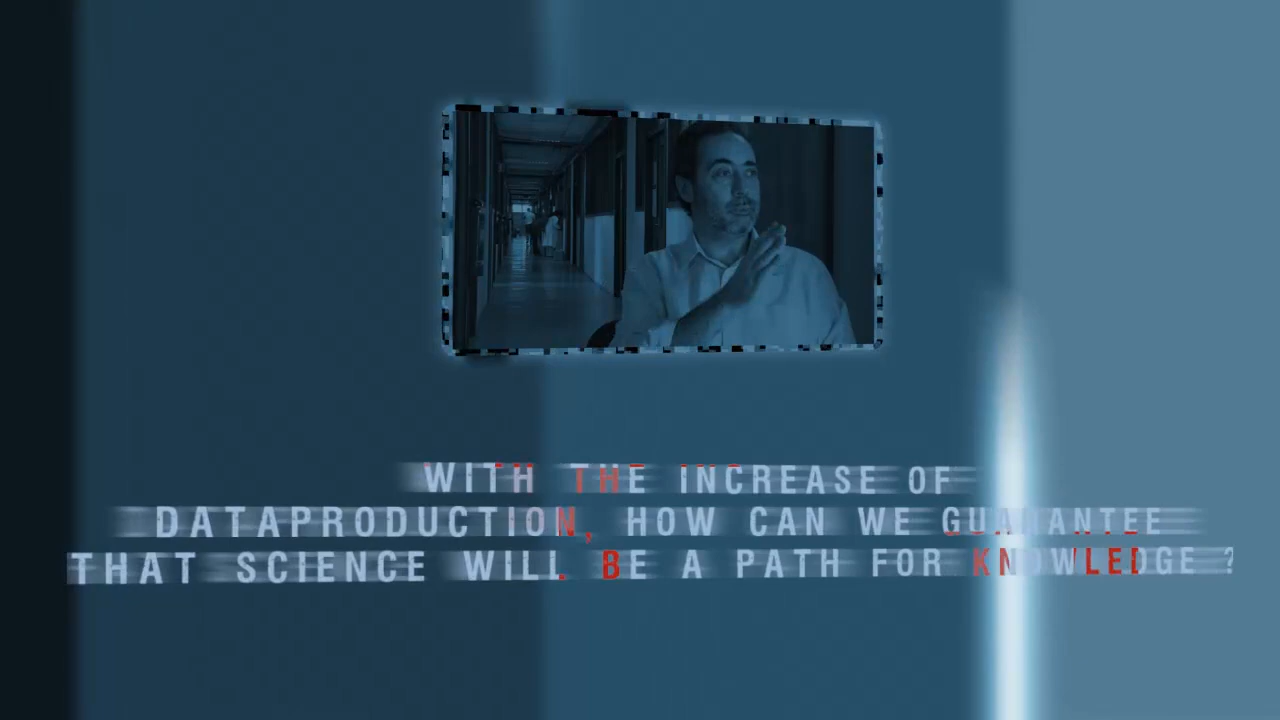 WITH THE INCREASE OF
DATAPRODUCTION, HOW CAN WE GUARANTEE
THAT SCIENCE WILL BE A PATH FOR KNOWLEDGE ?